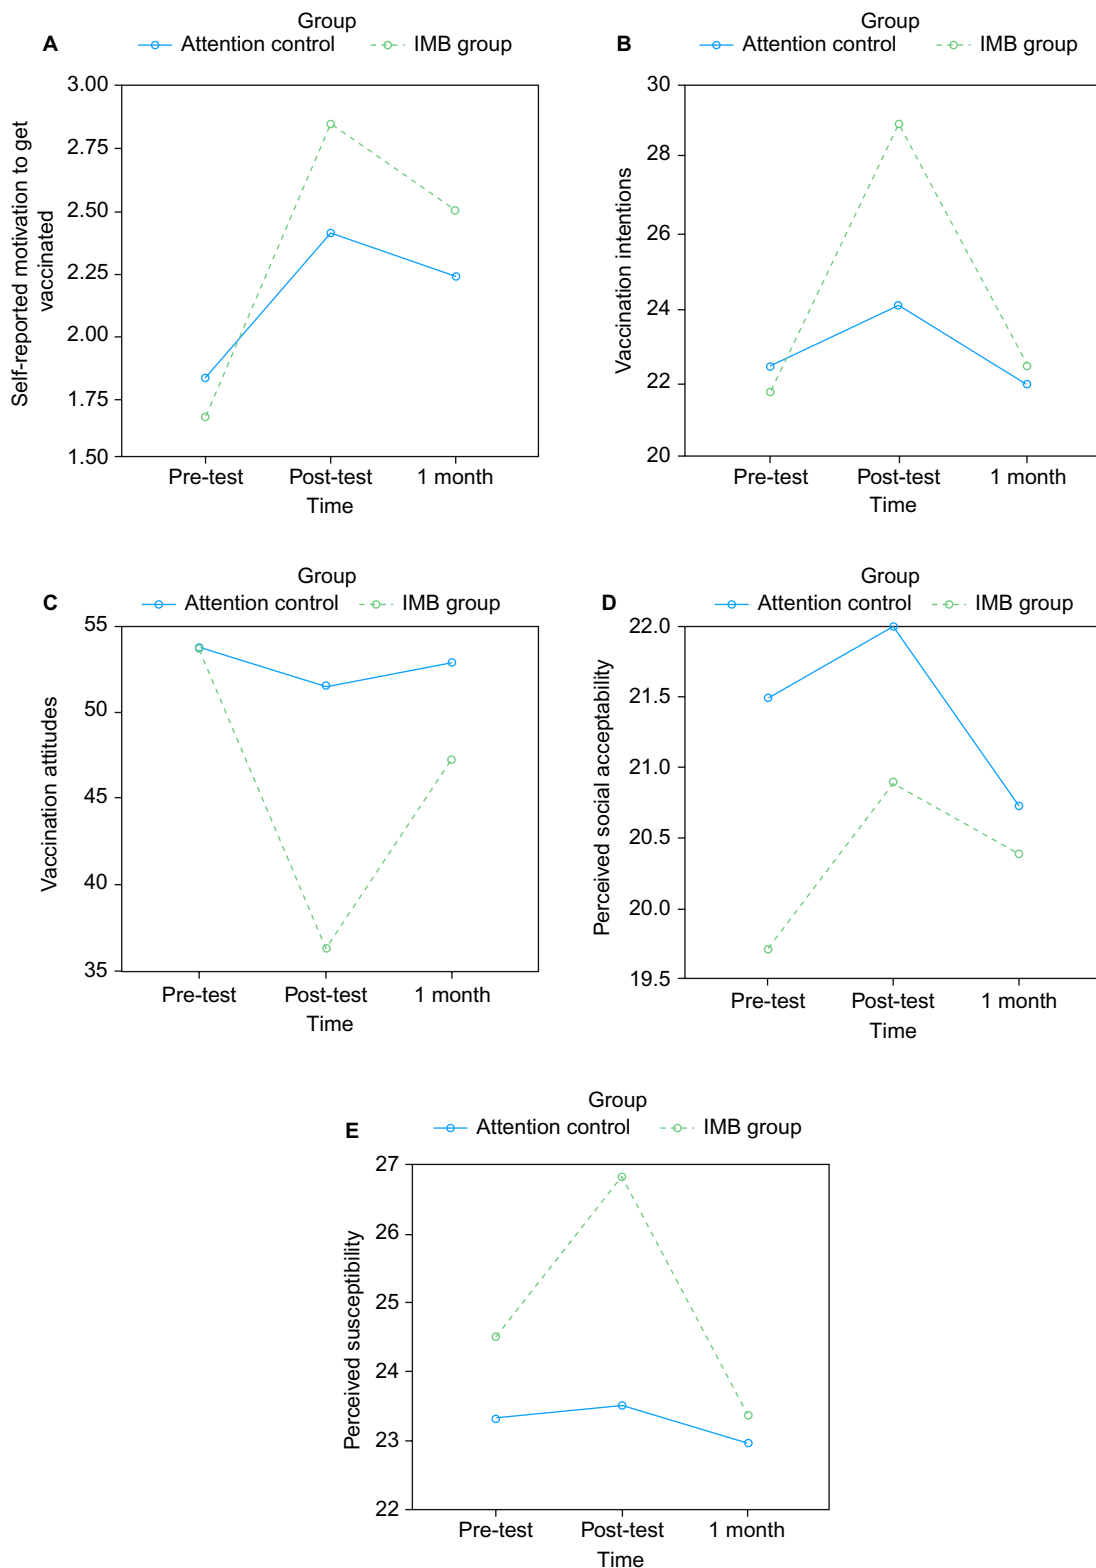 Group
A
Attention control
IMB group
3.00
2.75
2.50
2.25
2.00
1.75
1.50
Self-reported motivation to get
vaccinated
Pre-test
Post-test
1 month
Time
Group
B
Attention control
IMB group
30
28
26
24
22
20
Vaccination intentions
Pre-test
Post-test
1 month
Time
Group
C
Attention control
IMB group
55
50
45
40
35
Vaccination attitudes
Pre-test
Post-test
1 month
Time
Group
D
Attention control
IMB group
22.0
21.5
21.0
20.5
20.0
19.5
Perceived social acceptability
Pre-test
Post-test
1 month
Time
Group
E
Attention control
IMB group
27
26
25
24
23
22
Perceived susceptibility
Pre-test
Post-test
1 month
Time